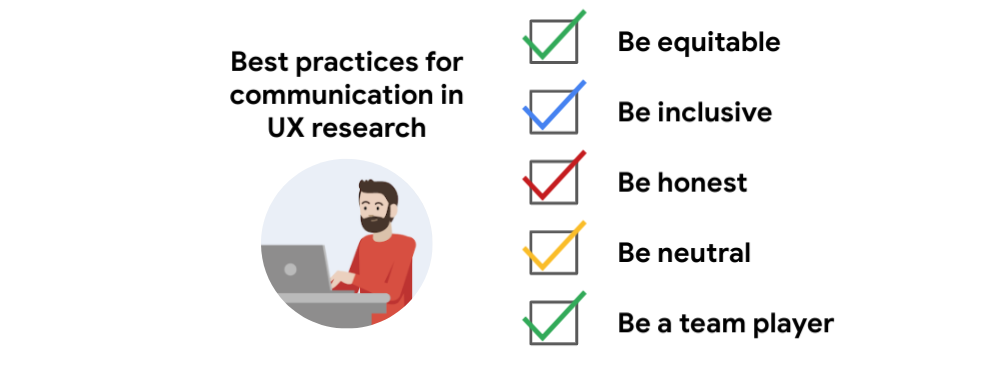 Best practices for
communication in
UX research
Be equitable
Be inclusive
Be honest
Be neutral
Be a team player